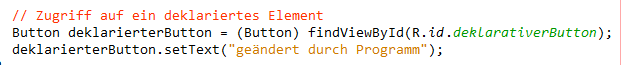 // Zugriff auf ein deklariertes Element
Button deklarierterButton = (Button) findViewById(R.id.deklarativerButton);
deklarierterButton.setText("geändert durch Programm");